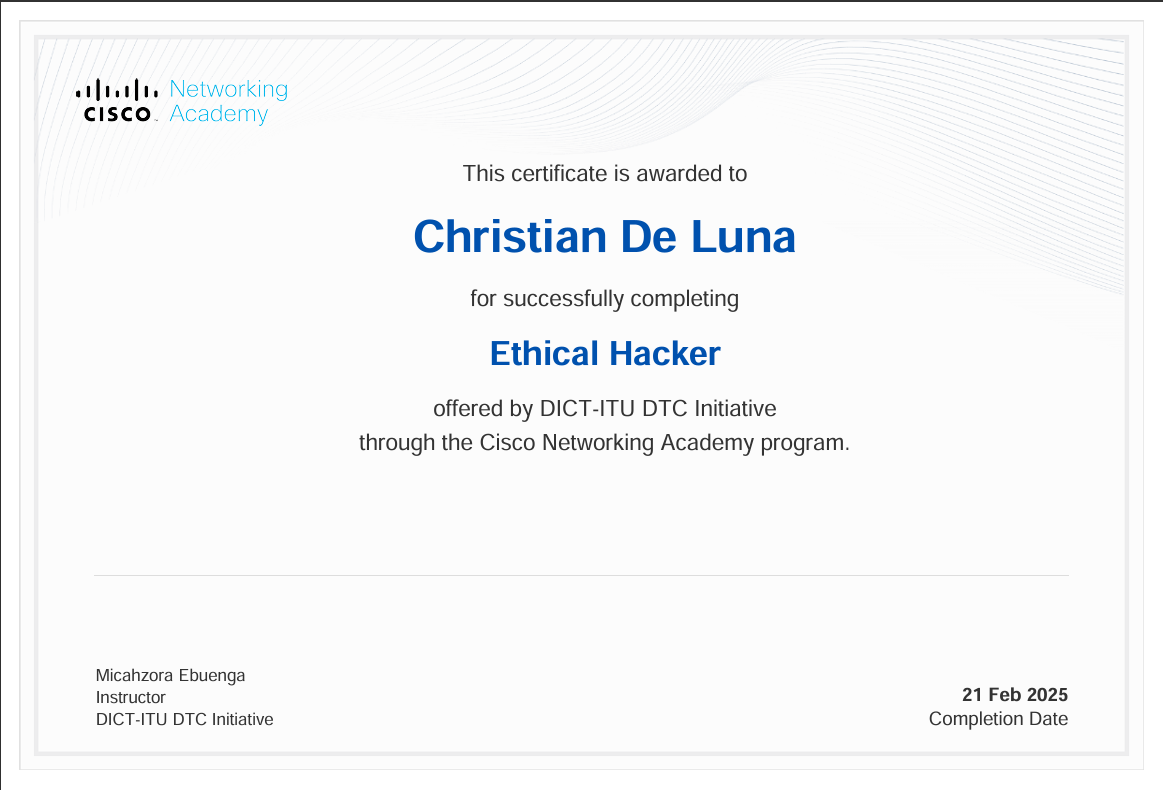 Networking
CISCO Academy
This certificate is awarded to
Christian De Luna
for successfully completing
Ethical Hacker
offered by DICT-ITU DTC Initiative
through the Cisco Networking Academy program.
Micahzora Ebuenga
Instructor
DICT-ITU DTC Initiative
21 Feb 2025
Completion Date